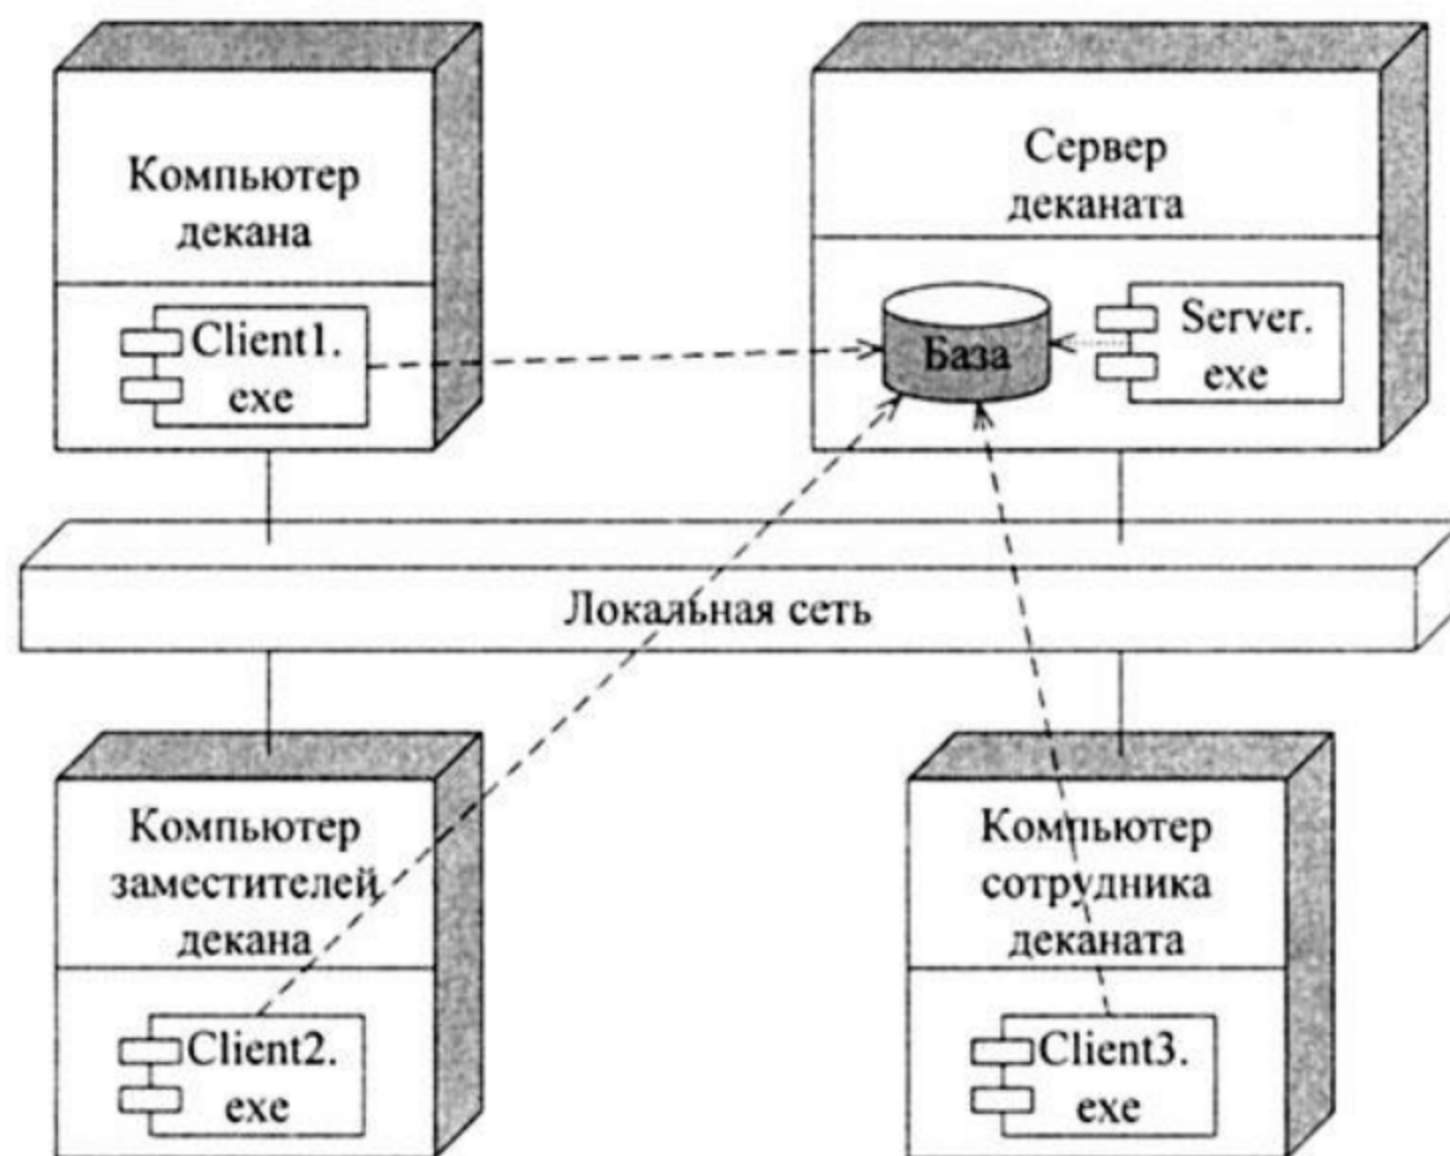 Компьютер
декана
Client1.
exe
Сервер
деканата
База
Server.
exe
Локальная сеть
Компьютер
заместителей
декана
Client2.
exe
Компьютер
сотрудника
деканата
Client3.
exe